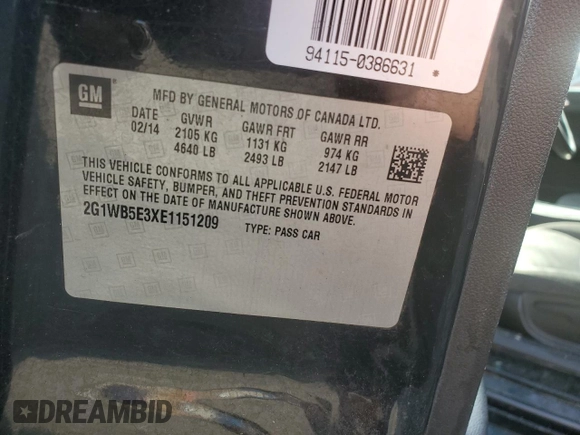 94115-0386631
GM
MFD BY GENERAL MOTORS OF CANADA LTD.
DATE GVWR GAWR FRT GAWR RR
02/14 2105 KG 1131 KG 974 KG
4640 LB 2493 LB 2147 LB
THIS VEHICLE CONFORMS TO ALL APPLICABLE U.S. FEDERAL MOTOR
VEHICLE SAFETY, BUMPER, AND THEFT PREVENTION STANDARDS IN
EFFECT ON THE DATE OF MANUFACTURE SHOWN ABOVE.
2G1WB5E3XE1151209 TYPE: PASS CAR
DREAMBID